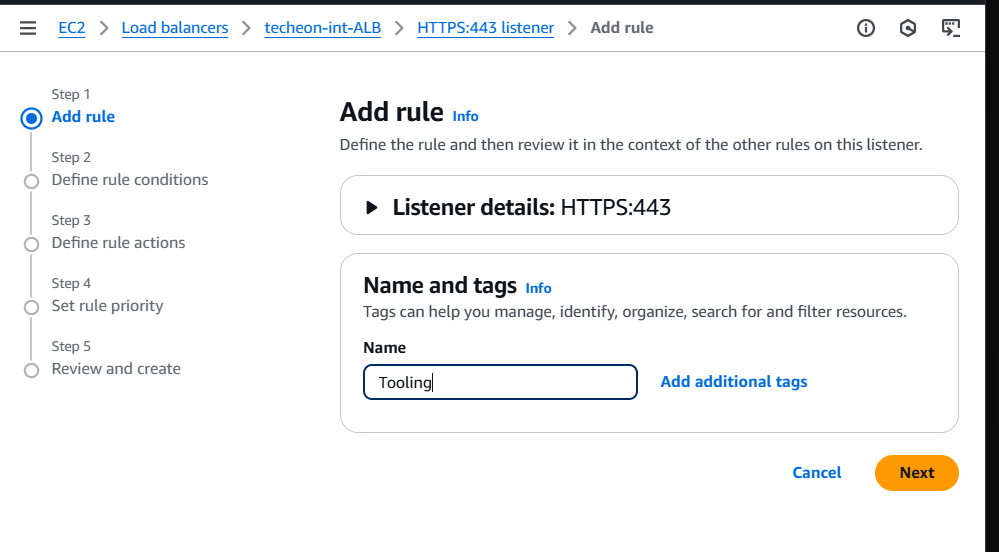 EC2 > Load balancers > techeon-int-ALB > HTTPS:443 listener > Add rule
Step 1
Add rule
Step 2
Define rule conditions
Step 3
Define rule actions
Step 4
Set rule priority
Step 5
Review and create
Add rule Info
Define the rule and then review it in the context of the other rules on this listener.
Listener details: HTTPS:443
Name and tags Info
Tags can help you manage, identify, organize, search for and filter resources.
Name
Tooling
Add additional tags
Cancel
Next